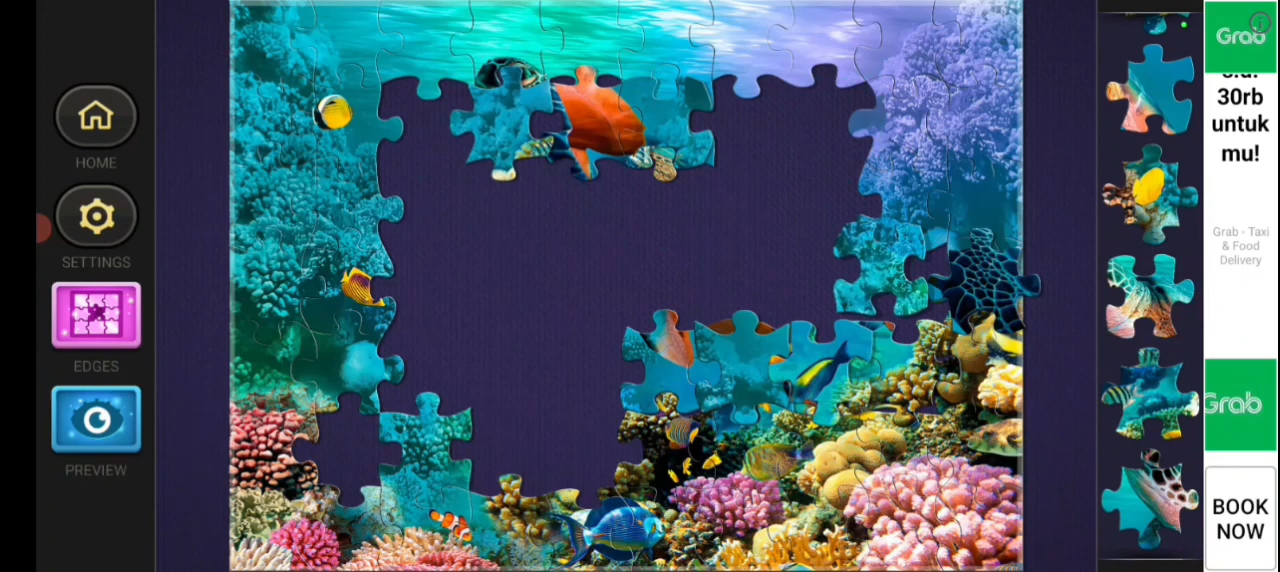 HOME
SETTINGS
EDGES
PREVIEW
Grab
30rb
untuk
mu!
Grab - Taxi
& Food
Delivery
Grab
BOOK
NOW